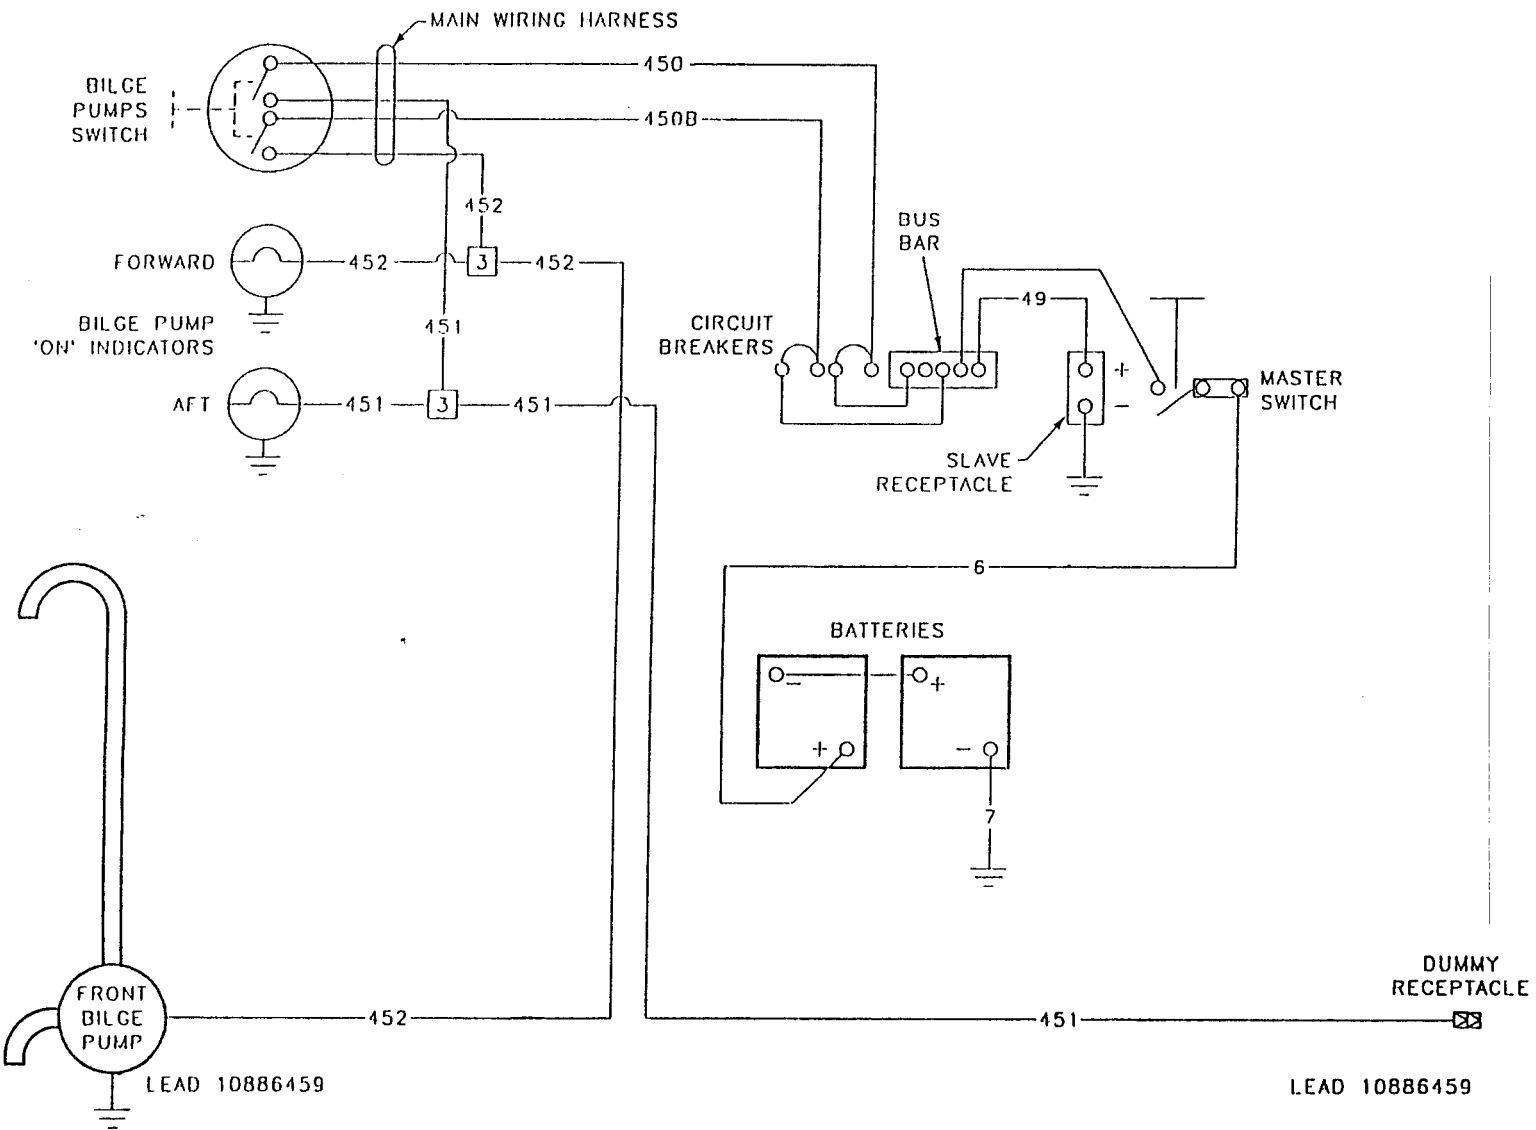 MAIN WIRING HARNESS
BILGE
PUMPS
SWITCH
450
450B
452
FORWARD
452
3
452
BILGE PUMP
'ON' INDICATORS
451
AFT
451
3
451
BUS
BAR
CIRCUIT
BREAKERS
49
+
-
MASTER
SWITCH
SLAVE
RECEPTACLE
6
BATTERIES
-
+
+
-
7
FRONT
BILGE
PUMP
452
LEAD 10886459
451
DUMMY
RECEPTACLE
LEAD 10886459